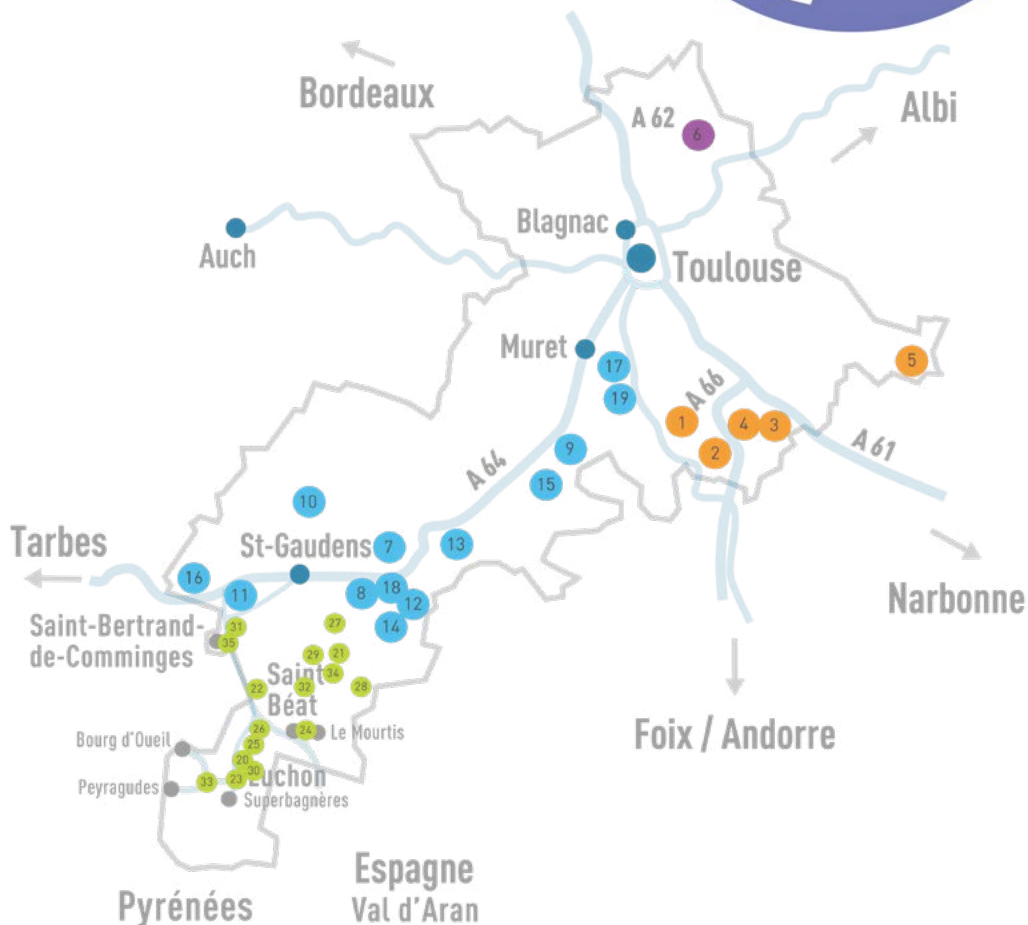 Bordeaux
Albi
A 62
6
Blagnac
Auch
Toulouse
Muret
17
5
19
A 66
1
4
3
2
9
A 61
A 64
15
10
Tarbes
St-Gaudens
7
13
16
11
8
18
12
14
Narbonne
Saint-Bertrand-
de-Comminges
31
35
27
29
21
34
Saint
Béat
22
32
28
26
24
Le Mourtis
Bourg d'Oueil
25
20
30
Foix / Andorre
Peyragudes
33
23
Luchon
Superbagnères
Espagne
Val d'Aran
Pyrénées